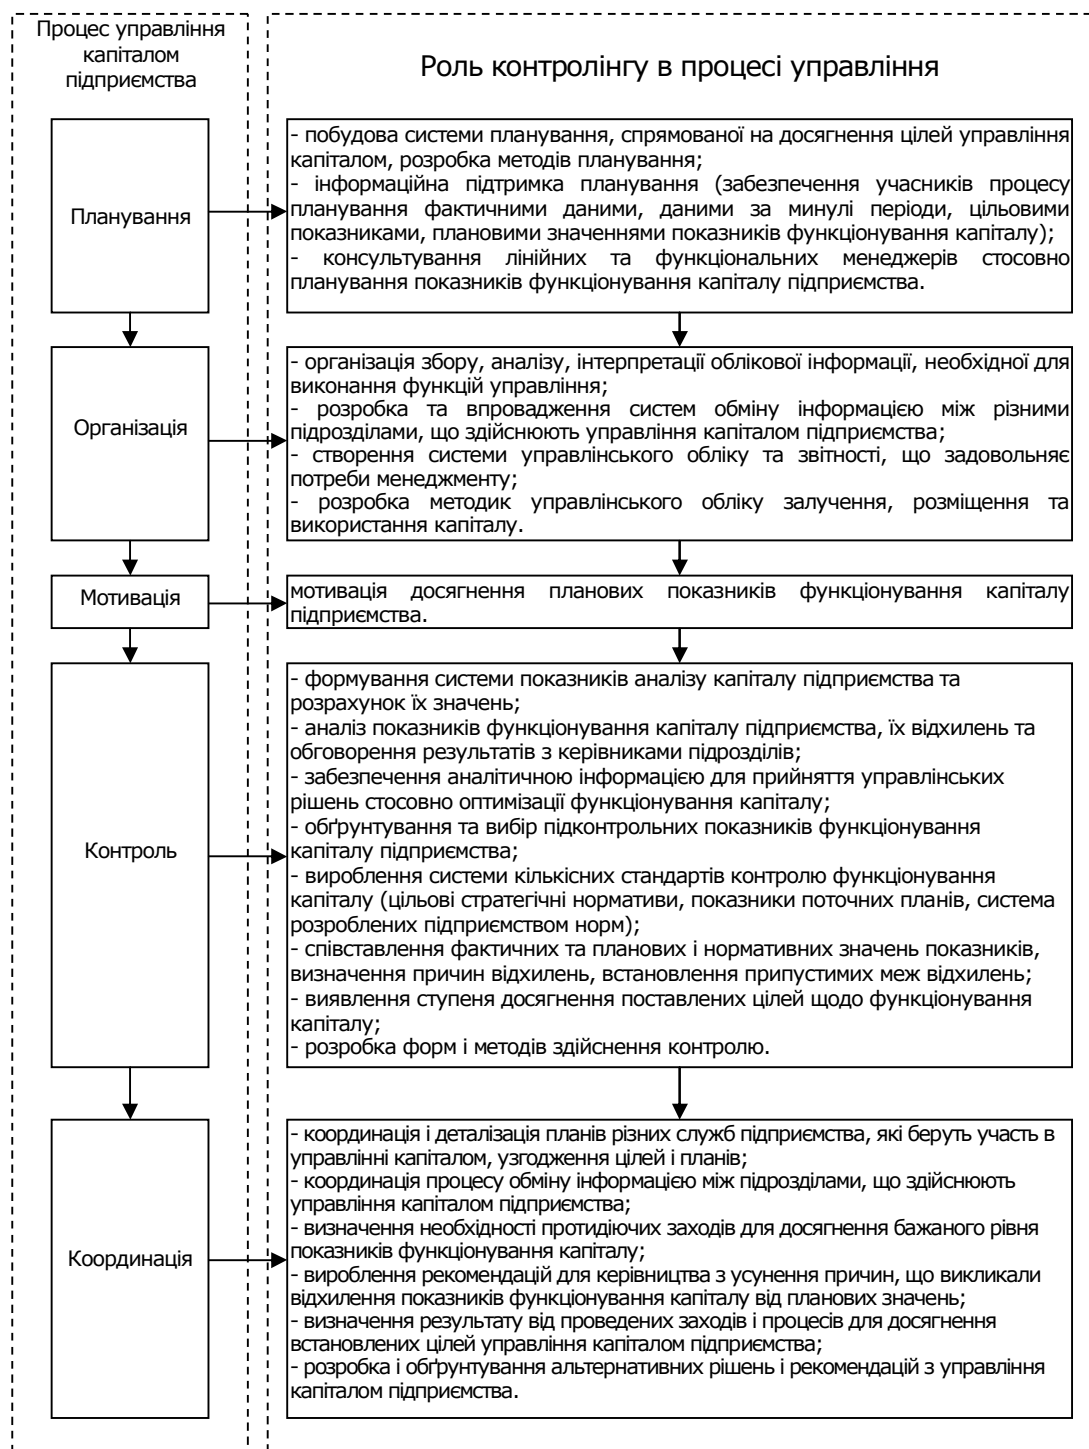 Процес управління
капіталом
підприємства
Роль контролінгу в процесі управління
Планування
- побудова системи планування, спрямованої на досягнення цілей управління
капіталом, розробка методів планування;
- інформаційна підтримка планування (забезпечення учасників процесу
планування фактичними даними, даними за минулі періоди, цільовими
показниками, плановими значеннями показників функціонування капіталу);
- консультування лінійних та функціональних менеджерів стосовно
планування показників функціонування капіталу підприємства.
Організація
- організація збору, аналізу, інтерпретації облікової інформації, необхідної для
виконання функцій управління;
- розробка та впровадження систем обміну інформацією між різними
підрозділами, що здійснюють управління капіталом підприємства;
- створення системи управлінського обліку та звітності, що задовольняє
потреби менеджменту;
- розробка методик управлінського обліку залучення, розміщення та
використання капіталу.
Мотивація
мотивація досягнення планових показників функціонування капіталу
підприємства.
Контроль
- формування системи показників аналізу капіталу підприємства та
розрахунок їх значень;
- аналіз показників функціонування капіталу підприємства, їх відхилень та
обговорення результатів з керівниками підрозділів;
- забезпечення аналітичною інформацією для прийняття управлінських
рішень стосовно оптимізації функціонування капіталу;
- обґрунтування та вибір підконтрольних показників функціонування
капіталу підприємства;
- вироблення системи кількісних стандартів контролю функціонування
капіталу (цільові стратегічні нормативи, показники поточних планів, система
розроблених підприємством норм);
- співставлення фактичних та планових і нормативних значень показників,
визначення причин відхилень, встановлення припустимих меж відхилень;
- виявлення ступеня досягнення поставлених цілей щодо функціонування
капіталу;
- розробка форм і методів здійснення контролю.
Координація
- координація і деталізація планів різних служб підприємства, які беруть участь в
управлінні капіталом, узгодження цілей і планів;
- координація процесу обміну інформацією між підрозділами, що здійснюють
управління капіталом підприємства;
- визначення необхідності протидіючих заходів для досягнення бажаного рівня
показників функціонування капіталу;
- вироблення рекомендацій для керівництва з усунення причин, що викликали
відхилення показників функціонування капіталу від планових значень;
- визначення результату від проведених заходів і процесів для досягнення
встановлених цілей управління капіталом підприємства;
- розробка і обґрунтування альтернативних рішень і рекомендацій з управління
капіталом підприємства.